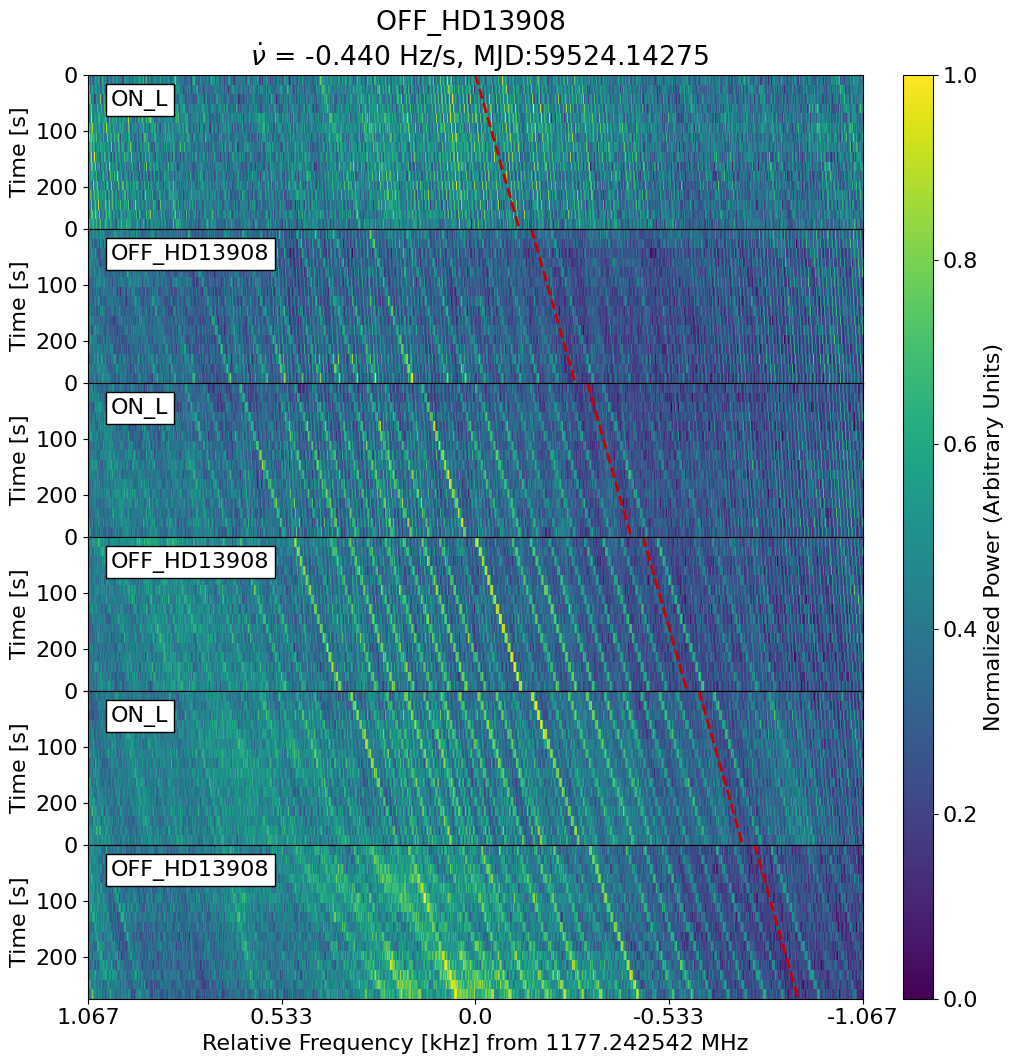 OFF_HD13908
ν̇ = -0.440 Hz/s, MJD:59524.14275
0
ON_L
100
Time [s]
200
0
OFF_HD13908
100
Time [s]
200
0
ON_L
100
Time [s]
200
0
OFF_HD13908
100
Time [s]
200
0
ON_L
100
Time [s]
200
0
OFF_HD13908
100
Time [s]
200
1.067 0.533 0.0 -0.533 -1.067
Relative Frequency [kHz] from 1177.242542 MHz
1.0
0.8
0.6
0.4
0.2
0.0
Normalized Power (Arbitrary Units)